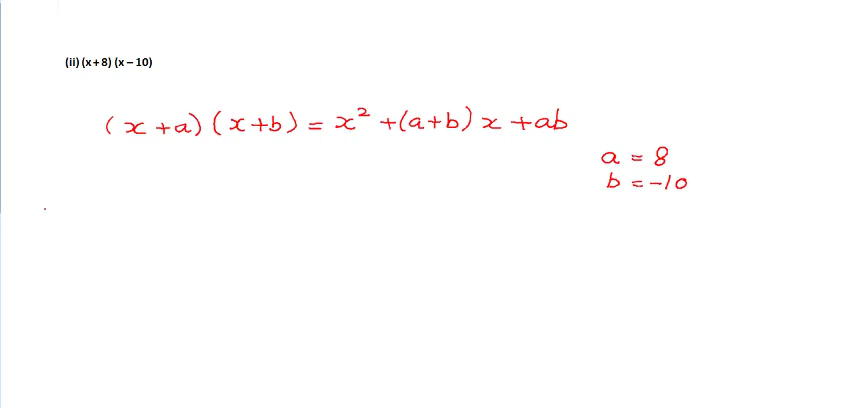 (ii) (x + 8) (x – 10)
(x + a) (x + b) = x² + (a + b) x + ab
a = 8
b = -10